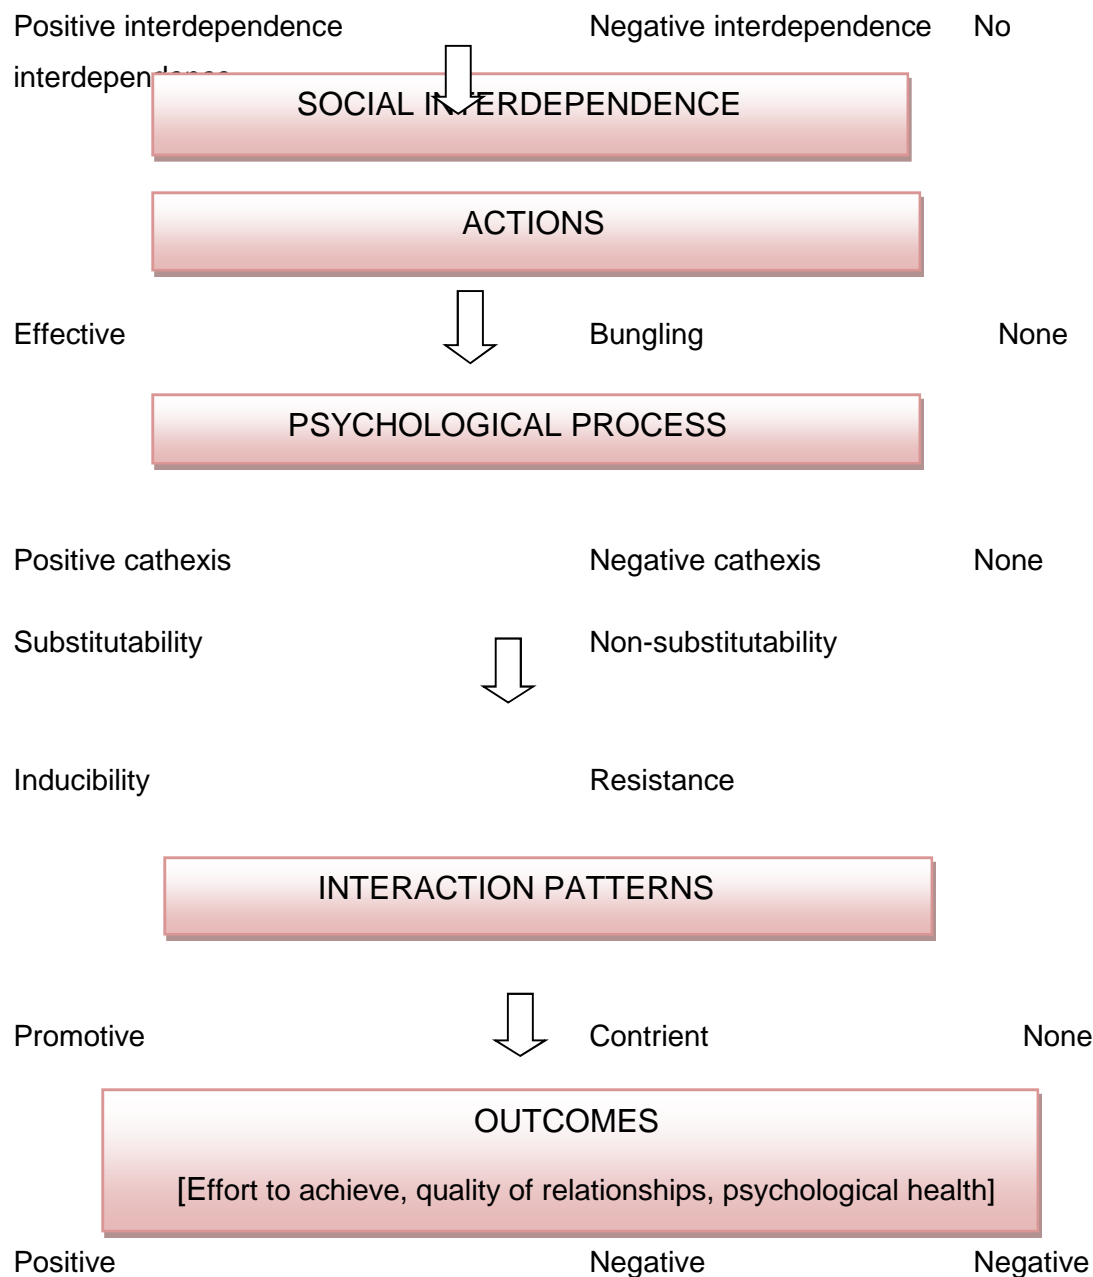 Positive interdependence Negative interdependence No
interdependence
SOCIAL INTERDEPENDENCE
ACTIONS
Effective Bungling None
PSYCHOLOGICAL PROCESS
Positive cathexis Negative cathexis None
Substitutability Non-substitutability
Inducibility Resistance
INTERACTION PATTERNS
Promotive Contrient None
OUTCOMES
[Effort to achieve, quality of relationships, psychological health]
Positive Negative Negative